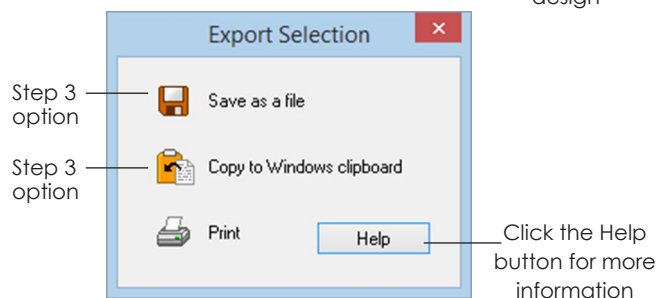 design
Export Selection
Step 3
option
Save as a file
Step 3
option
Copy to Windows clipboard
Print
Help
Click the Help
button for more
information